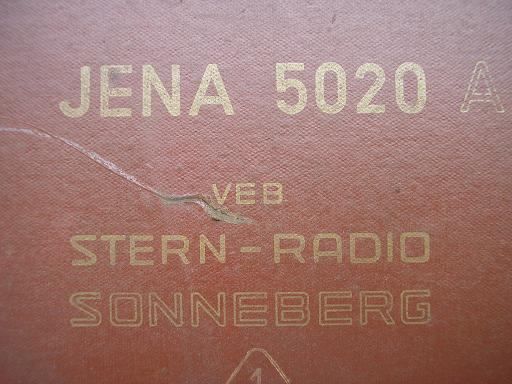 JENA 5020 A
VEB
STERN-RADIO
SONNEBERG
1